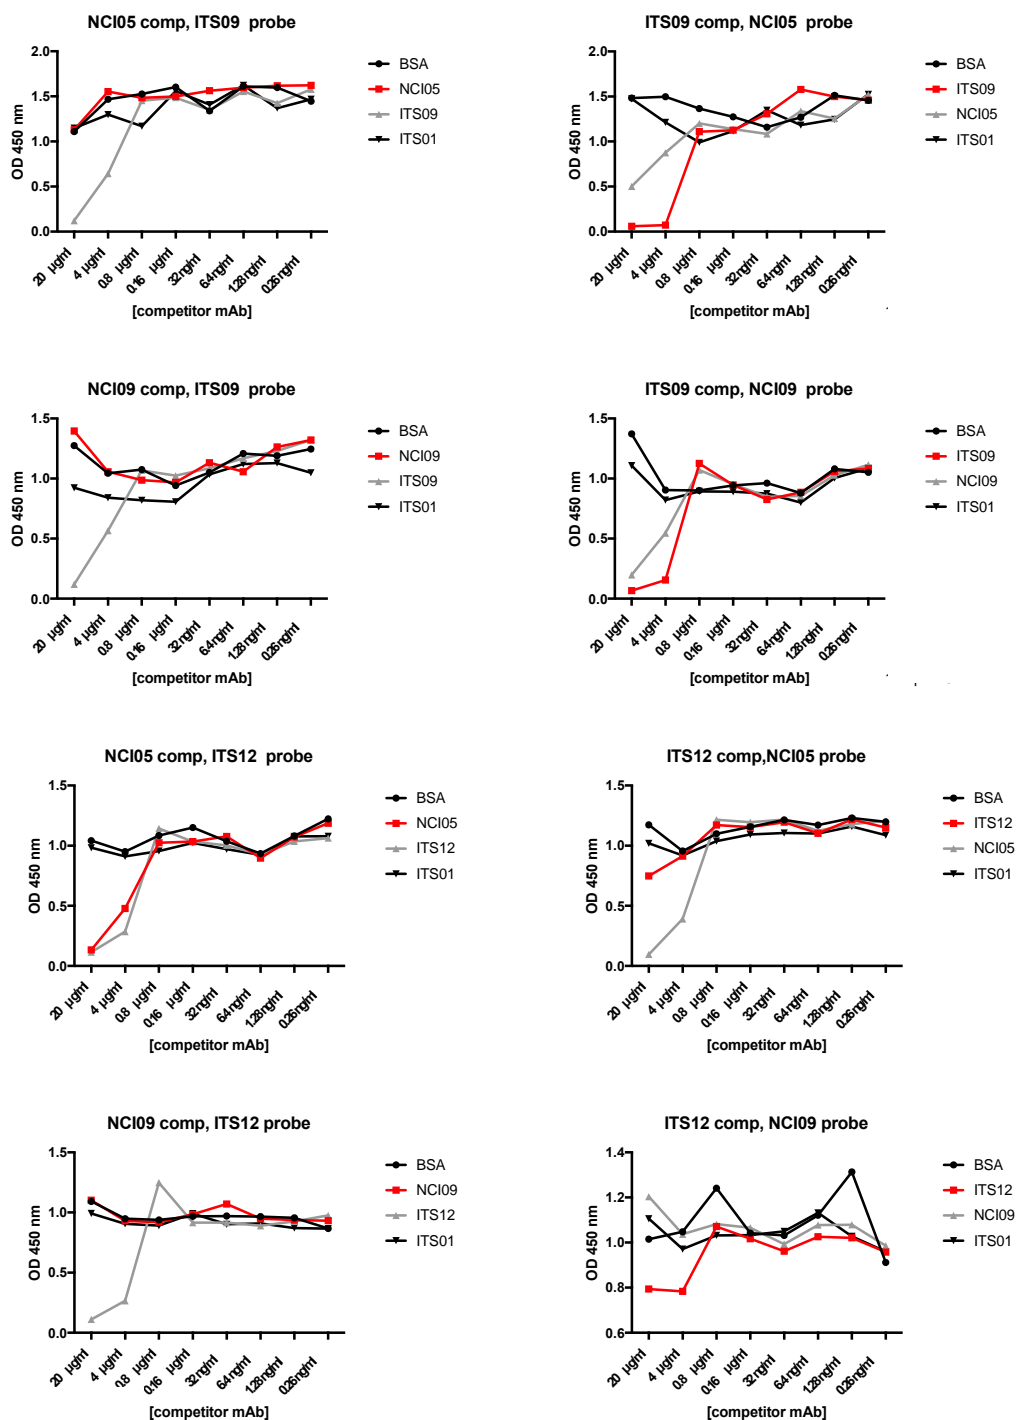 NCI05 comp, ITS09 probe
2.0
1.5
1.0
0.5
0.0
OD 450 nm
20 µg/ml
4 µg/ml
0.8 µg/ml
0.16 µg/ml
32ng/ml
6.4ng/ml
1.28ng/ml
0.26ng/ml
[competitor mAb]
BSA
NCI05
ITS09
ITS01
ITS09 comp, NCI05 probe
2.0
1.5
1.0
0.5
0.0
OD 450 nm
20 µg/ml
4 µg/ml
0.8 µg/ml
0.16 µg/ml
32ng/ml
6.4ng/ml
1.28ng/ml
0.26ng/ml
[competitor mAb]
BSA
ITS09
NCI05
ITS01
NCI09 comp, ITS09 probe
1.5
1.0
0.5
0.0
OD 450 nm
20 µg/ml
4 µg/ml
0.8 µg/ml
0.16 µg/ml
32ng/ml
6.4ng/ml
1.28ng/ml
0.26ng/ml
[competitor mAb]
BSA
NCI09
ITS09
ITS01
ITS09 comp, NCI09 probe
1.5
1.0
0.5
0.0
OD 450 nm
20 µg/ml
4 µg/ml
0.8 µg/ml
0.16 µg/ml
32ng/ml
6.4ng/ml
1.28ng/ml
0.26ng/ml
[competitor mAb]
BSA
ITS09
NCI09
ITS01
NCI05 comp, ITS12 probe
1.5
1.0
0.5
0.0
OD 450 nm
20 µg/ml
4 µg/ml
0.8 µg/ml
0.16 µg/ml
32ng/ml
6.4ng/ml
1.28ng/ml
0.26ng/ml
[competitor mAb]
BSA
NCI05
ITS12
ITS01
ITS12 comp,NCI05 probe
1.5
1.0
0.5
0.0
OD 450 nm
20 µg/ml
4 µg/ml
0.8 µg/ml
0.16 µg/ml
32ng/ml
6.4ng/ml
1.28ng/ml
0.26ng/ml
[competitor mAb]
BSA
ITS12
NCI05
ITS01
NCI09 comp, ITS12 probe
1.5
1.0
0.5
0.0
OD 450 nm
20 µg/ml
4 µg/ml
0.8 µg/ml
0.16 µg/ml
32ng/ml
6.4ng/ml
1.28ng/ml
0.26ng/ml
[competitor mAb]
BSA
NCI09
ITS12
ITS01
ITS12 comp, NCI09 probe
1.4
1.2
1.0
0.8
0.6
OD 450 nm
20 µg/ml
4 µg/ml
0.8 µg/ml
0.16 µg/ml
32ng/ml
6.4ng/ml
1.28ng/ml
0.26ng/ml
[competitor mAb]
BSA
ITS12
NCI09
ITS01